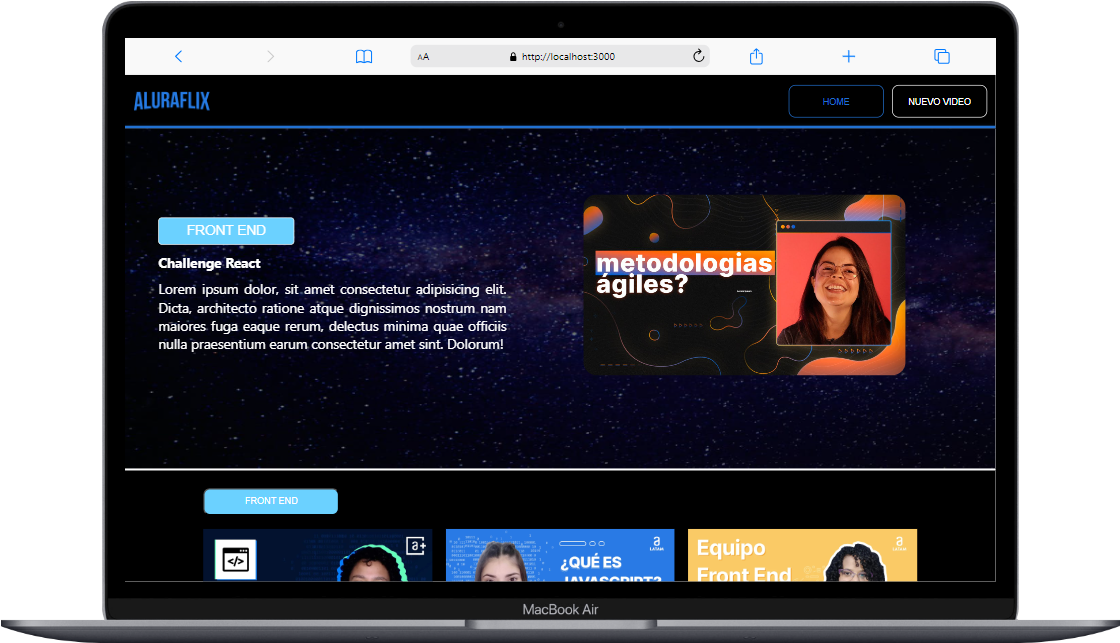 AA http://localhost:3000
ALURAFLIX
HOME
NUEVO VIDEO
FRONT END
Challenge React
Lorem ipsum dolor, sit amet consectetur adipisicing elit.
Dicta, architecto ratione atque dignissimos nostrum nam
maiores fuga eaque rerum, delectus minima quae officiis
nulla praesentium earum consectetur amet sint. Dolorum!
metodologias
ágiles?
FRONT END
</>
a+
¿QUÉ ES
JAVASCRIPT?
a
LATAM
Equipo
Front End
a
LATAM
MacBook Air